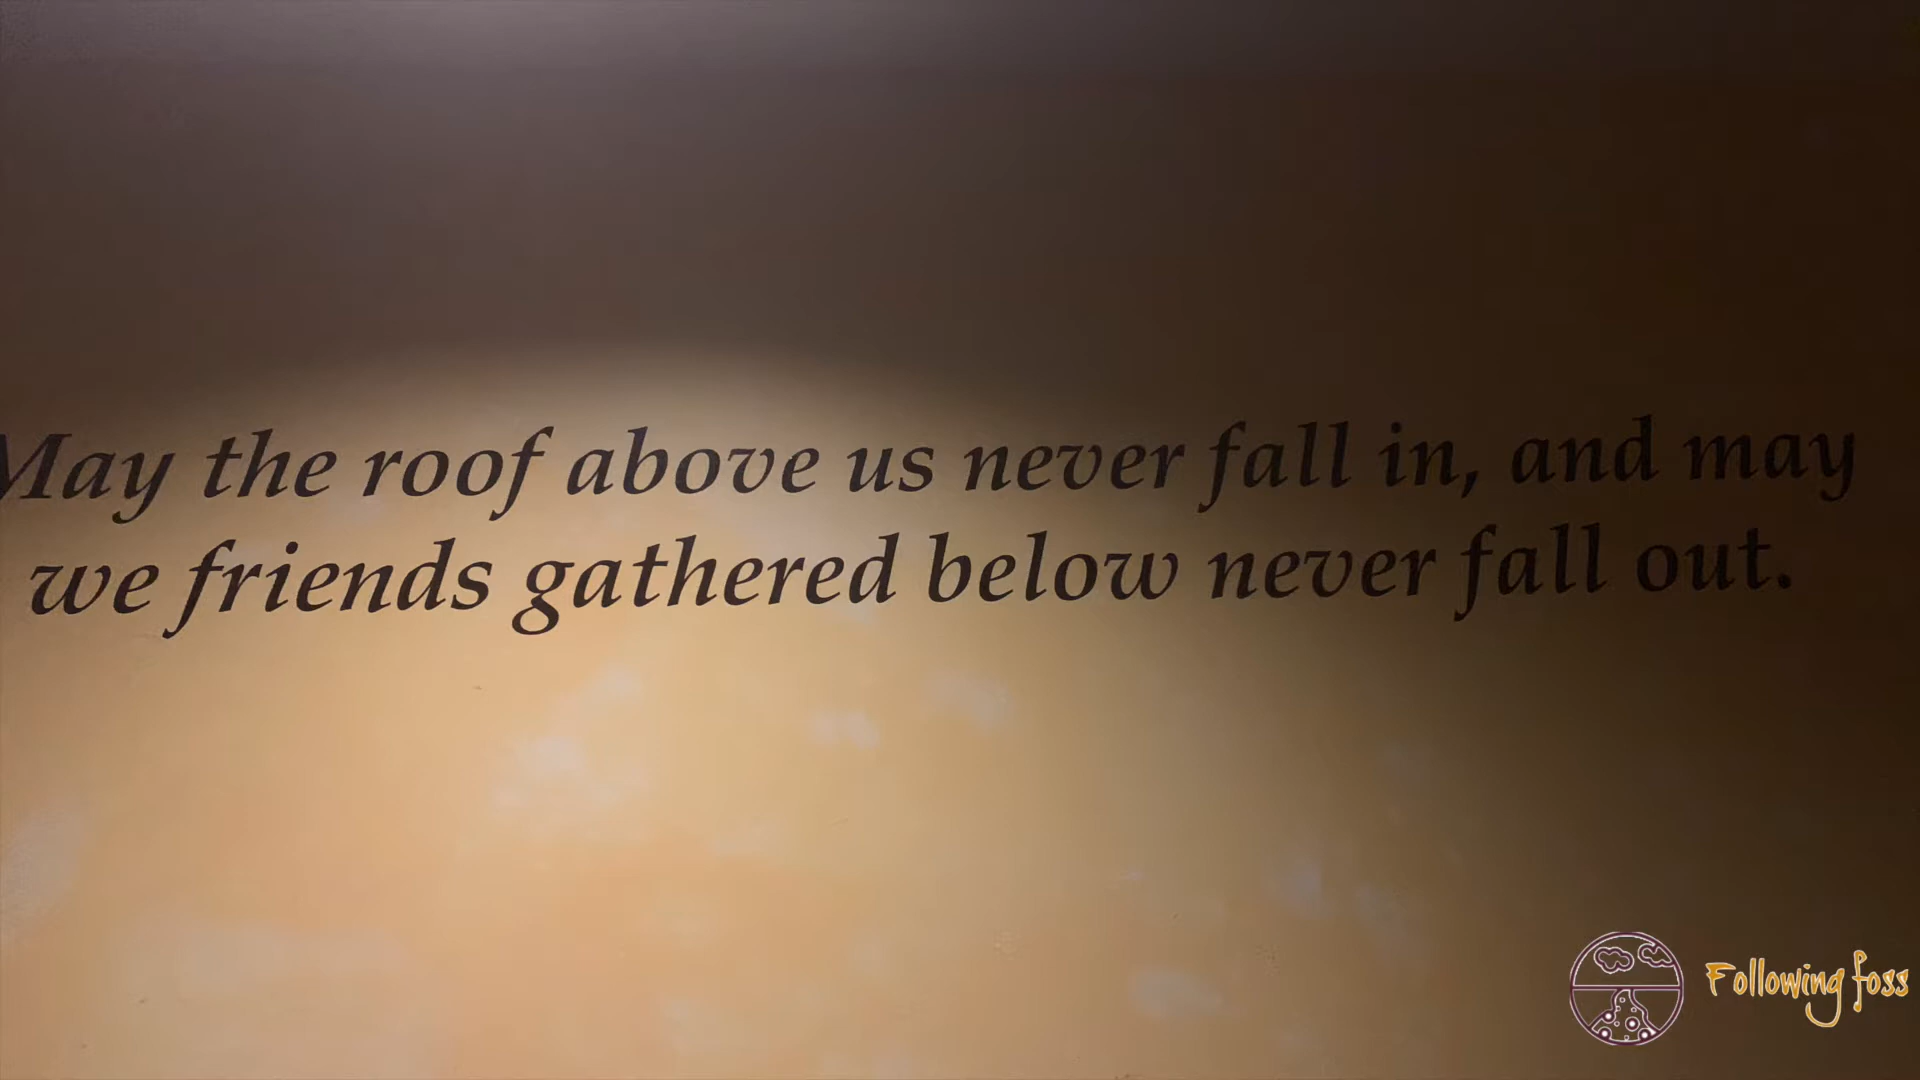 May the roof above us never fall in, and may
we friends gathered below never fall out.
Following foss